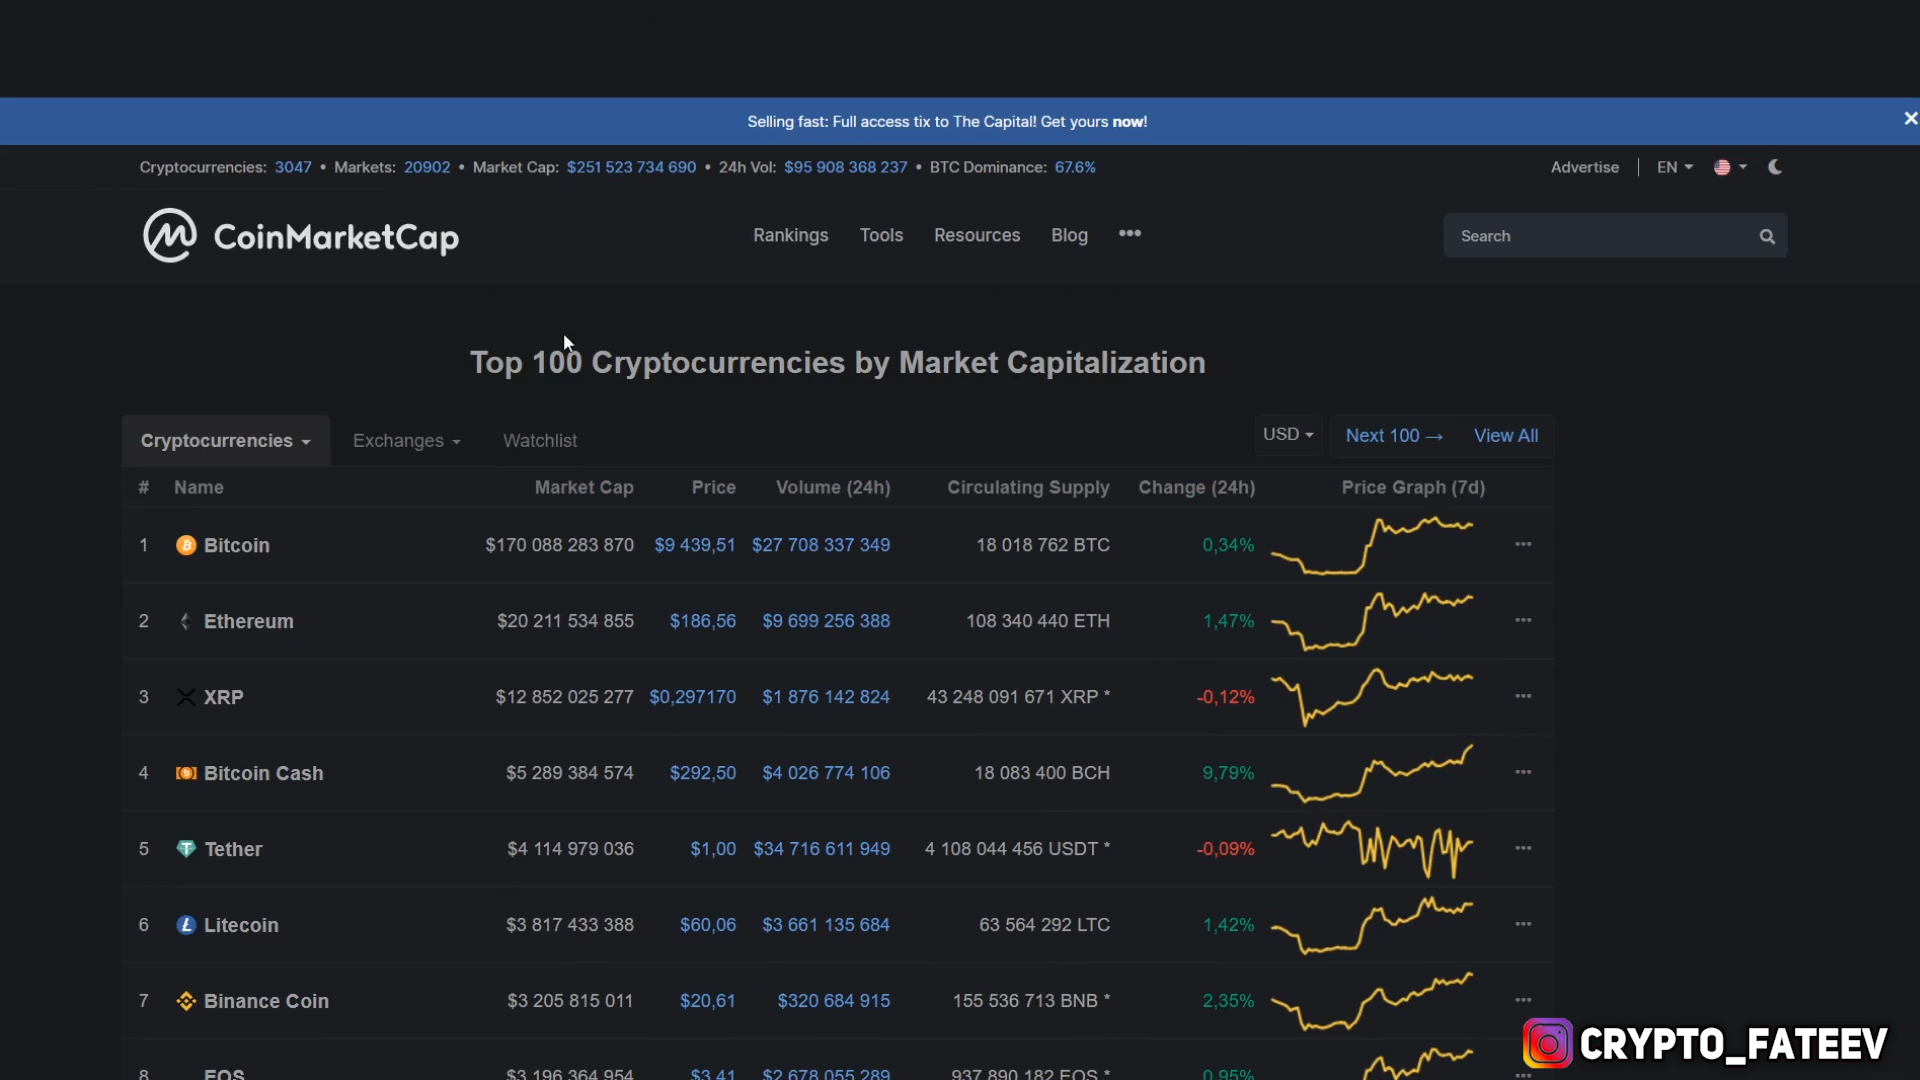 Selling fast: Full access tix to The Capital! Get yours now!
Cryptocurrencies: 3047 • Markets: 20902 • Market Cap: $251 523 734 690 • 24h Vol: $95 908 368 237 • BTC Dominance: 67.6%
Advertise | EN
CoinMarketCap
Rankings Tools Resources Blog •••
Search
Top 100 Cryptocurrencies by Market Capitalization
Cryptocurrencies Exchanges Watchlist
USD Next 100 → View All
# Name Market Cap Price Volume (24h) Circulating Supply Change (24h) Price Graph (7d)
1 Bitcoin $170 088 283 870 $9 439,51 $27 708 337 349 18 018 762 BTC 0,34%
2 Ethereum $20 211 534 855 $186,56 $9 699 256 388 108 340 440 ETH 1,47%
3 XRP $12 852 025 277 $0,297170 $1 876 142 824 43 248 091 671 XRP * -0,12%
4 Bitcoin Cash $5 289 384 574 $292,50 $4 026 774 106 18 083 400 BCH 9,79%
5 Tether $4 114 979 036 $1,00 $34 716 611 949 4 108 044 456 USDT * -0,09%
6 Litecoin $3 817 433 388 $60,06 $3 661 135 684 63 564 292 LTC 1,42%
7 Binance Coin $3 205 815 011 $20,61 $320 684 915 155 536 713 BNB * 2,35%
8 EOS $3 196 364 954 $3,41 $2 678 055 289 937 890 182 EOS * 0,95%
CRYPTO_FATEEV